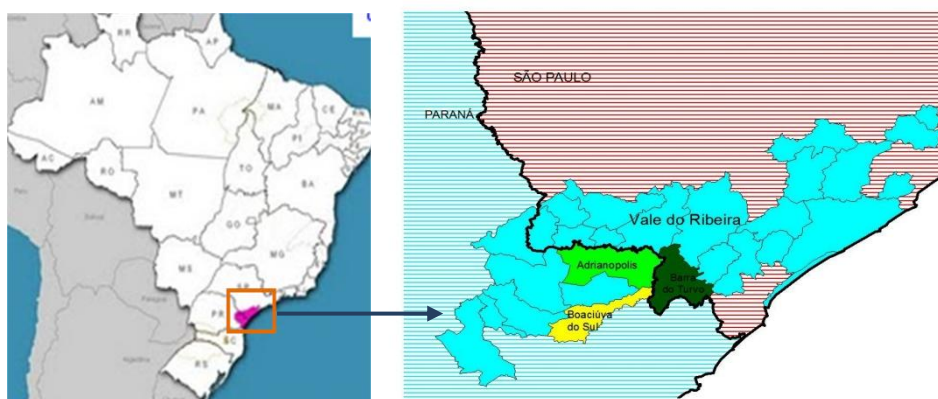 RR
AP
AM
PA
MA
CE
PI
AC
RO
TO
MT
BA
GO
MG
MS
SP
PR
SC
RS
SÃO PAULO
PARANÁ
Vale do Ribeira
Adrianopolis
Barra
do Turvo
Boaciúva
do Sul